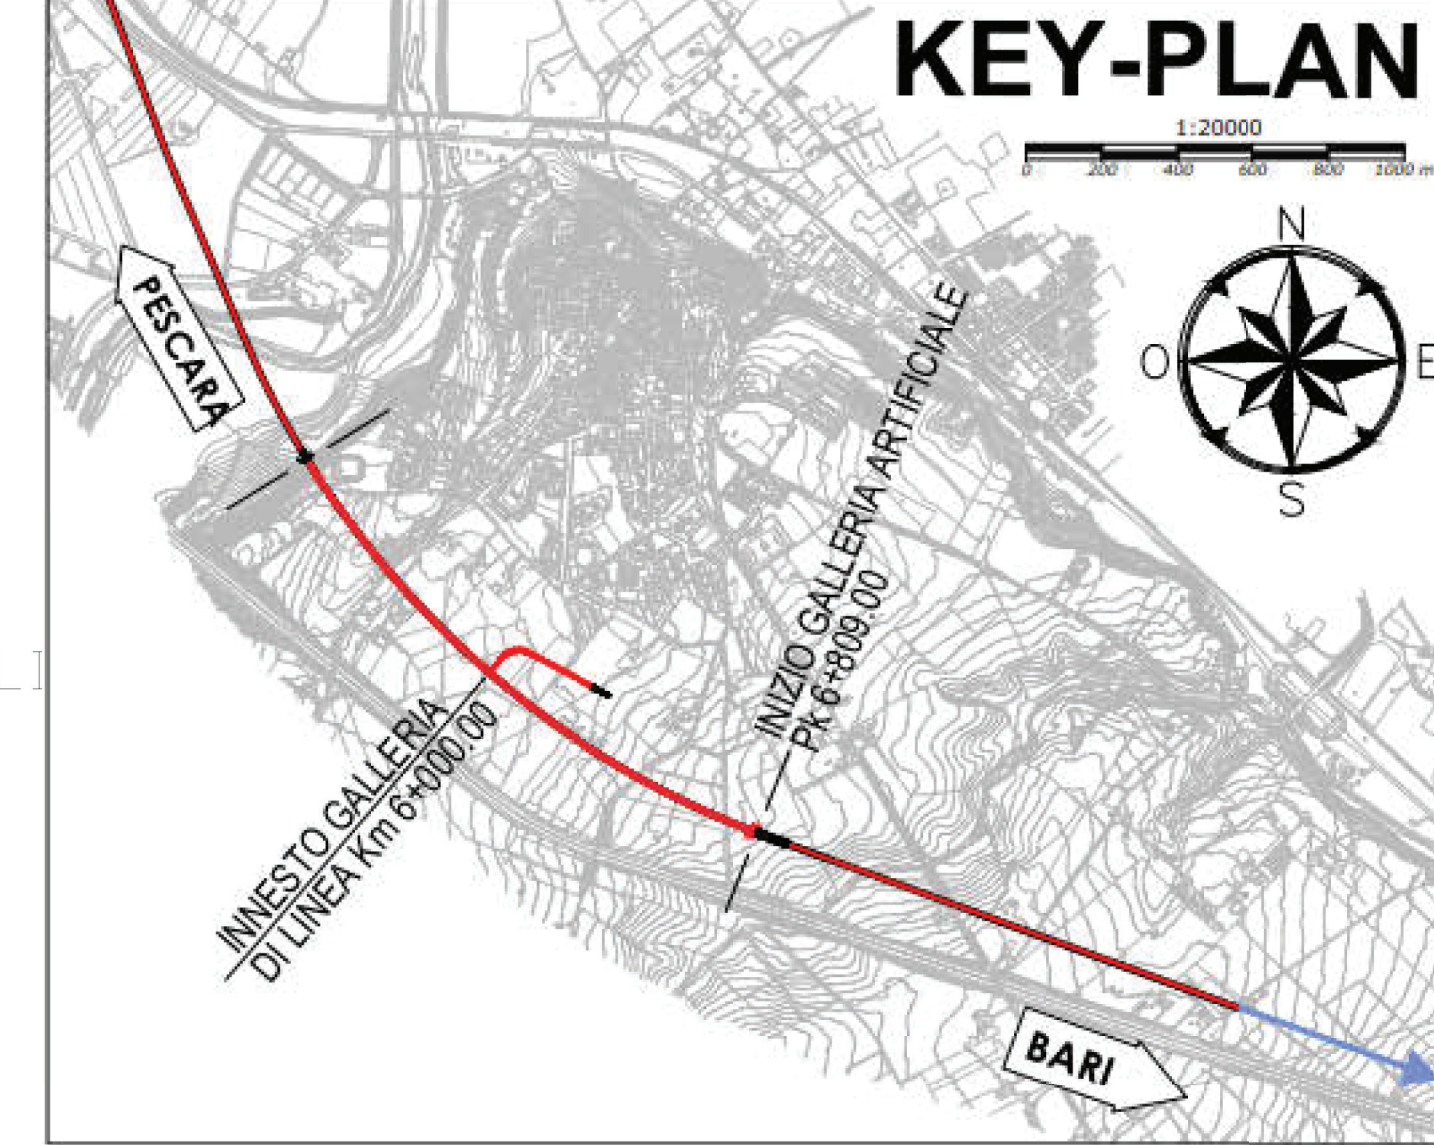 KEY-PLAN
1:20000
0 200 400 600 800 1000 m
N
O E
S
PESCARA
INIZIO GALLERIA ARTIFICIALE
Pk 6+809.00
INNESTO GALLERIA
DI LINEA Km 6+000.00
BARI